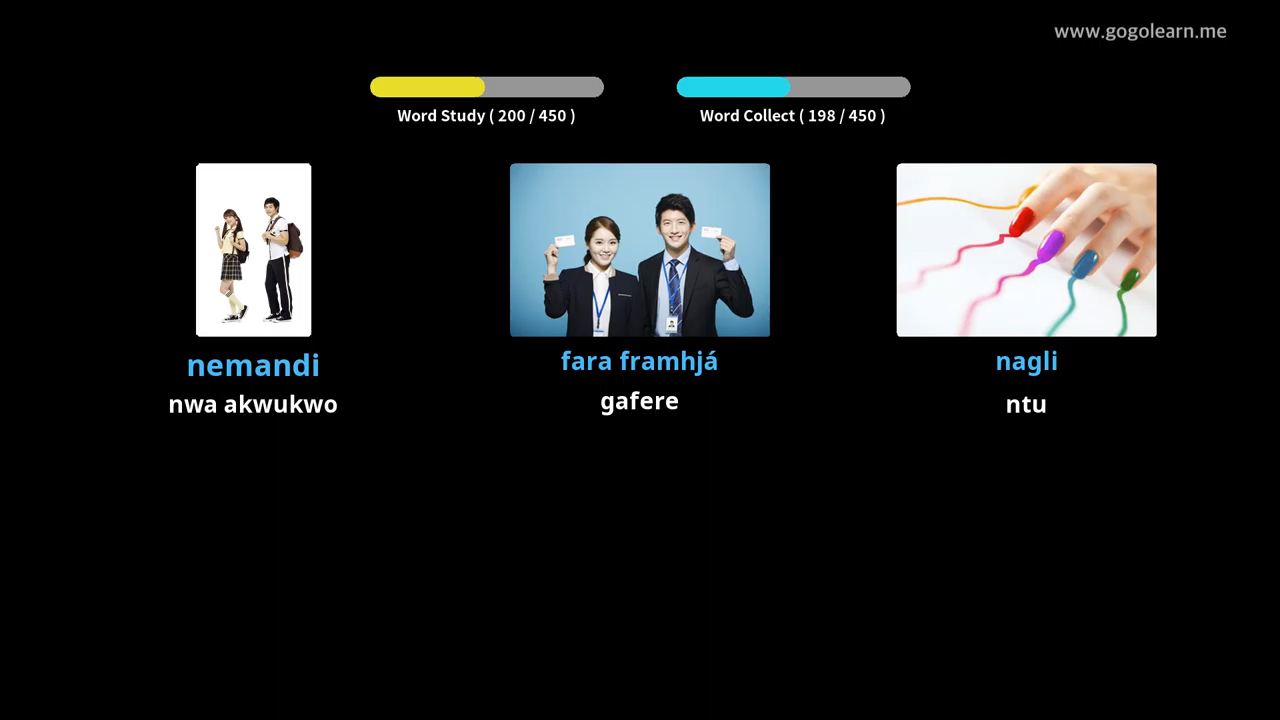 www.gogolearn.me
Word Study ( 200 / 450 )
Word Collect ( 198 / 450 )
nemandi
nwa akwukwo
fara framhjá
gafere
nagli
ntu